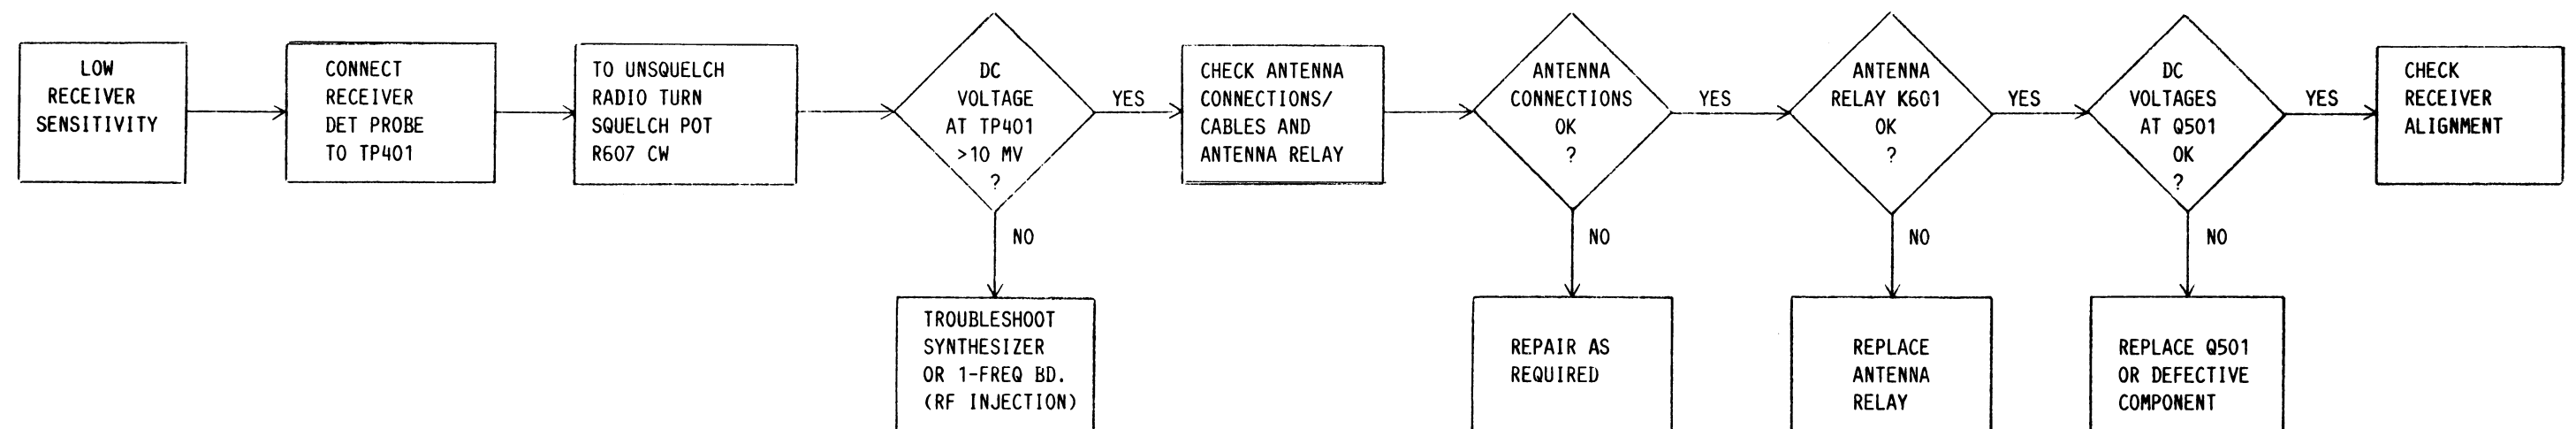 LOW
RECEIVER
SENSITIVITY
CONNECT
RECEIVER
DET PROBE
TO TP401
TO UNSQUELCH
RADIO TURN
SQUELCH POT
R607 CW
DC
VOLTAGE
AT TP401
>10 MV
?
YES
NO
TROUBLESHOOT
SYNTHESIZER
OR 1-FREQ BD.
(RF INJECTION)
CHECK ANTENNA
CONNECTIONS/
CABLES AND
ANTENNA RELAY
ANTENNA
CONNECTIONS
OK
?
YES
NO
REPAIR AS
REQUIRED
ANTENNA
RELAY K601
OK
?
YES
NO
REPLACE
ANTENNA
RELAY
DC
VOLTAGES
AT Q501
OK
?
YES
NO
REPLACE Q501
OR DEFECTIVE
COMPONENT
CHECK
RECEIVER
ALIGNMENT